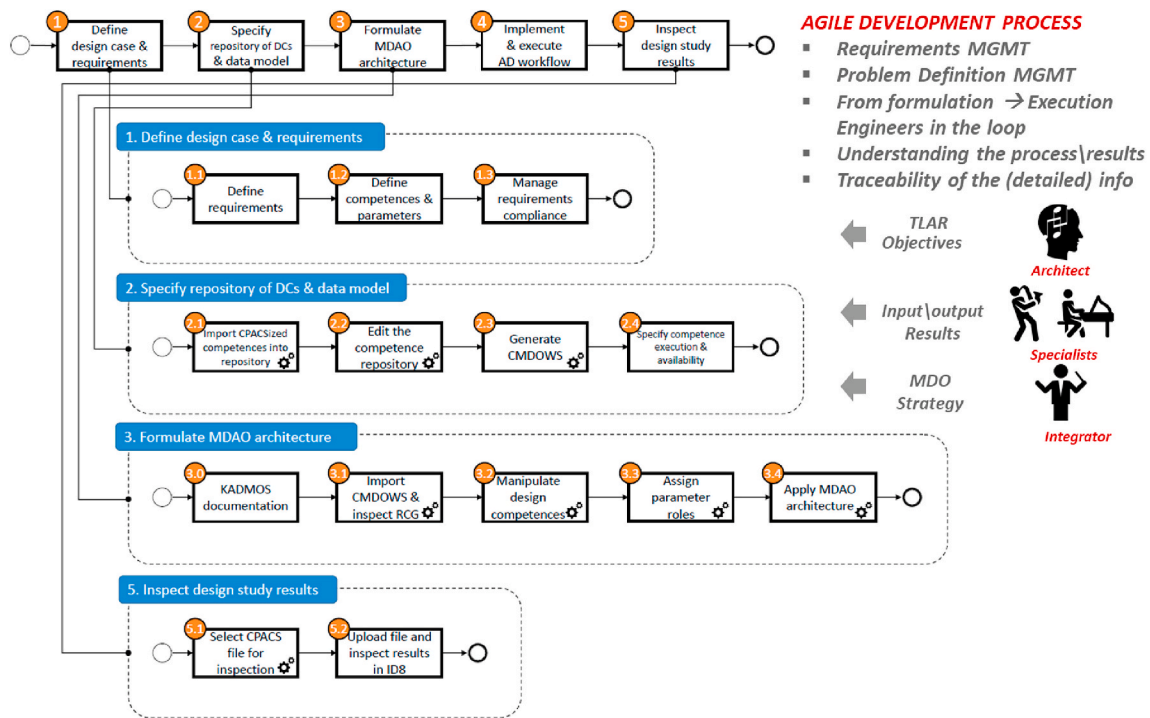 1
Define
design case &
requirements
2
Specify
repository of DCs
& data model
3
Formulate
MDAO
architecture
4
Implement
& execute
AD workflow
5
Inspect
design study
results
AGILE DEVELOPMENT PROCESS
▪ Requirements MGMT
▪ Problem Definition MGMT
▪ From formulation → Execution
Engineers in the loop
▪ Understanding the process\results
▪ Traceability of the (detailed) info
1. Define design case & requirements
1.1
Define
requirements
1.2
Define
competences &
parameters
1.3
Manage
requirements
compliance
TLAR
Objectives
Architect
2. Specify repository of DCs & data model
2.1
Import CPACSized
competences into
repository
2.2
Edit the
competence
repository
2.3
Generate
CMDOWS
2.4
Specify competence
execution &
availability
Input\output
Results
Specialists
MDO
Strategy
Integrator
3. Formulate MDAO architecture
3.0
KADMOS
documentation
3.1
Import
CMDOWS &
inspect RCG
3.2
Manipulate
design
competences
3.3
Assign
parameter
roles
3.4
Apply MDAO
architecture
5. Inspect design study results
5.1
Select CPACS
file for
inspection
5.2
Upload file and
inspect results
in ID8